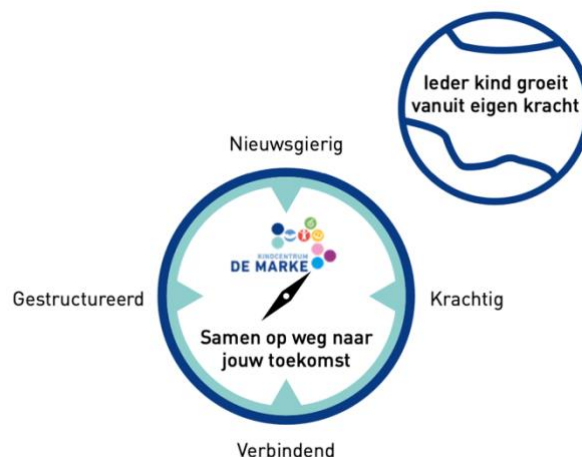 Ieder kind groeit
vanuit eigen kracht
Nieuwsgierig
KINDCENTRUM
DE MARKE
Gestructureerd
Krachtig
Samen op weg naar
jouw toekomst
Verbindend